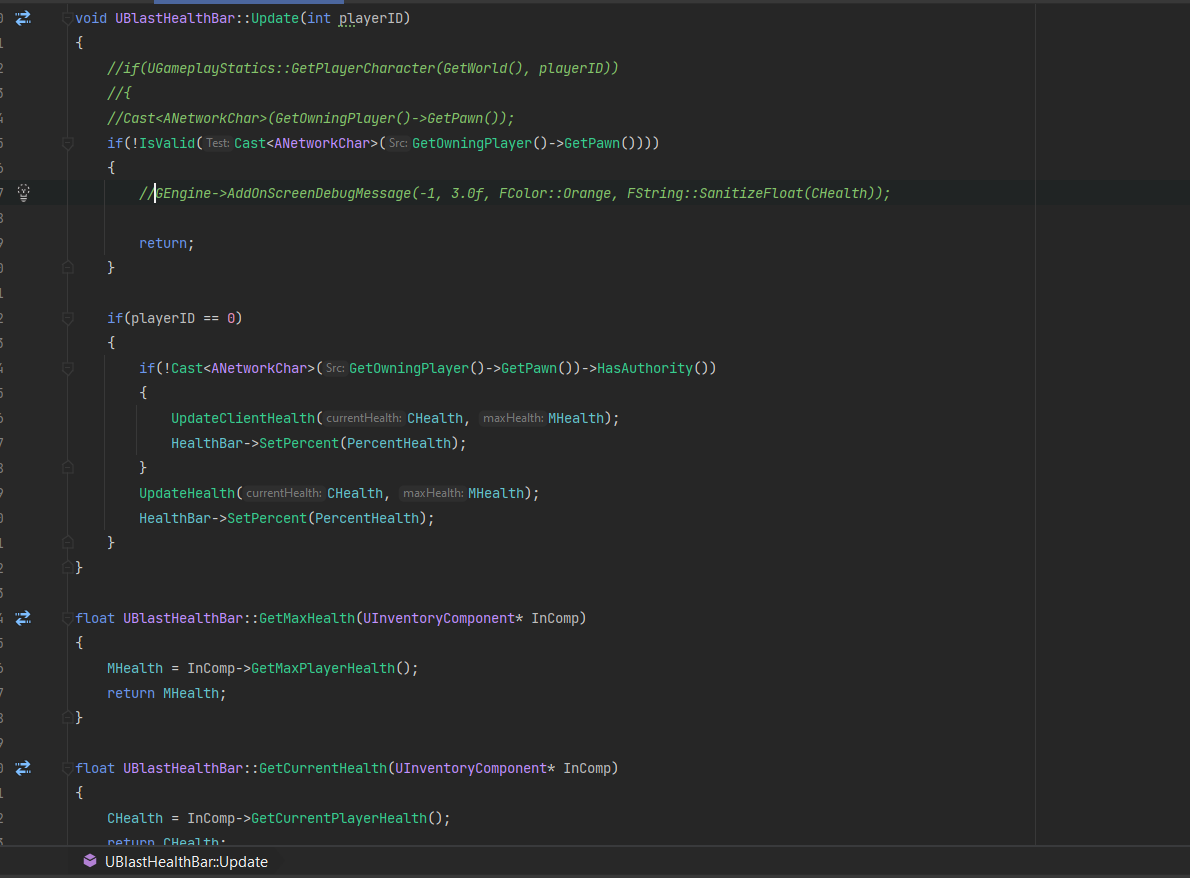 void UBlastHealthBar::Update(int playerID)
{
//if(UGameplayStatics::GetPlayerCharacter(GetWorld(), playerID))
//{
//Cast<ANetworkChar>(GetOwningPlayer()->GetPawn());
if(!IsValid( Test: Cast<ANetworkChar>( Src: GetOwningPlayer()->GetPawn())))
{
//GEngine->AddOnScreenDebugMessage(-1, 3.0f, FColor::Orange, FString::SanitizeFloat(CHealth));
return;
}
if(playerID == 0)
{
if(!Cast<ANetworkChar>( Src: GetOwningPlayer()->GetPawn())->HasAuthority())
{
UpdateClientHealth( currentHealth: CHealth, maxHealth: MHealth);
HealthBar->SetPercent(PercentHealth);
}
UpdateHealth( currentHealth: CHealth, maxHealth: MHealth);
HealthBar->SetPercent(PercentHealth);
}
}
float UBlastHealthBar::GetMaxHealth(UInventoryComponent* InComp)
{
MHealth = InComp->GetMaxPlayerHealth();
return MHealth;
}
float UBlastHealthBar::GetCurrentHealth(UInventoryComponent* InComp)
{
CHealth = InComp->GetCurrentPlayerHealth();
return CHealth;
UBlastHealthBar::Update